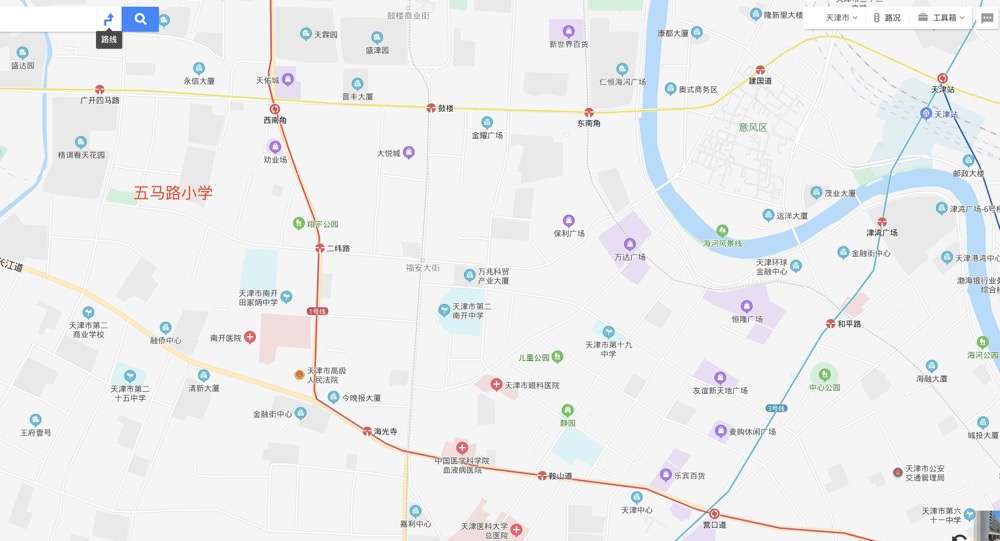 鼓楼商业街
隆新里大楼
天津市
路况
工具箱
路线
天霖园
盛津园
新世界百货
康都大厦
盛达园
永信大厦
天佑城
晋丰大厦
仁恒海河广场
奥式商务区
建国道
天津站
广开四马路
西南角
鼓楼
金耀广场
东南角
意风区
天津站
格调春天花园
劝业场
大悦城
邮政大楼
五马路小学
茂业大厦
翔宇公园
保利广场
远洋大厦
津湾广场-6号
津湾广场
二纬路
万达广场
海河风景线
金融街中心
长江道
福安大街
万兆科贸
产业大厦
天津环球
金融中心
天津港湾中心
渤海银行业务
综合
天津市南开
田家炳中学
天津市第二
南开中学
恒隆广场
1号线
天津市第二
商业学校
融侨中心
南开医院
天津市第十九
中学
和平路
儿童公园
海河公园
天津市高级
人民法院
天津市第二
十五中学
清新大厦
天津市眼科医院
友谊新天地广场
中心公园
海融大厦
今晚报大厦
金融街中心
静园
3号线
王府壹号
海光寺
麦购休闲广场
城投大厦
中国医学科学院
血液病医院
鞍山道
乐宾百货
天津市公安
交通管理局
嘉利中心
天津医科大学
总医院
天津中心
营口道
天津市第六
十一中学